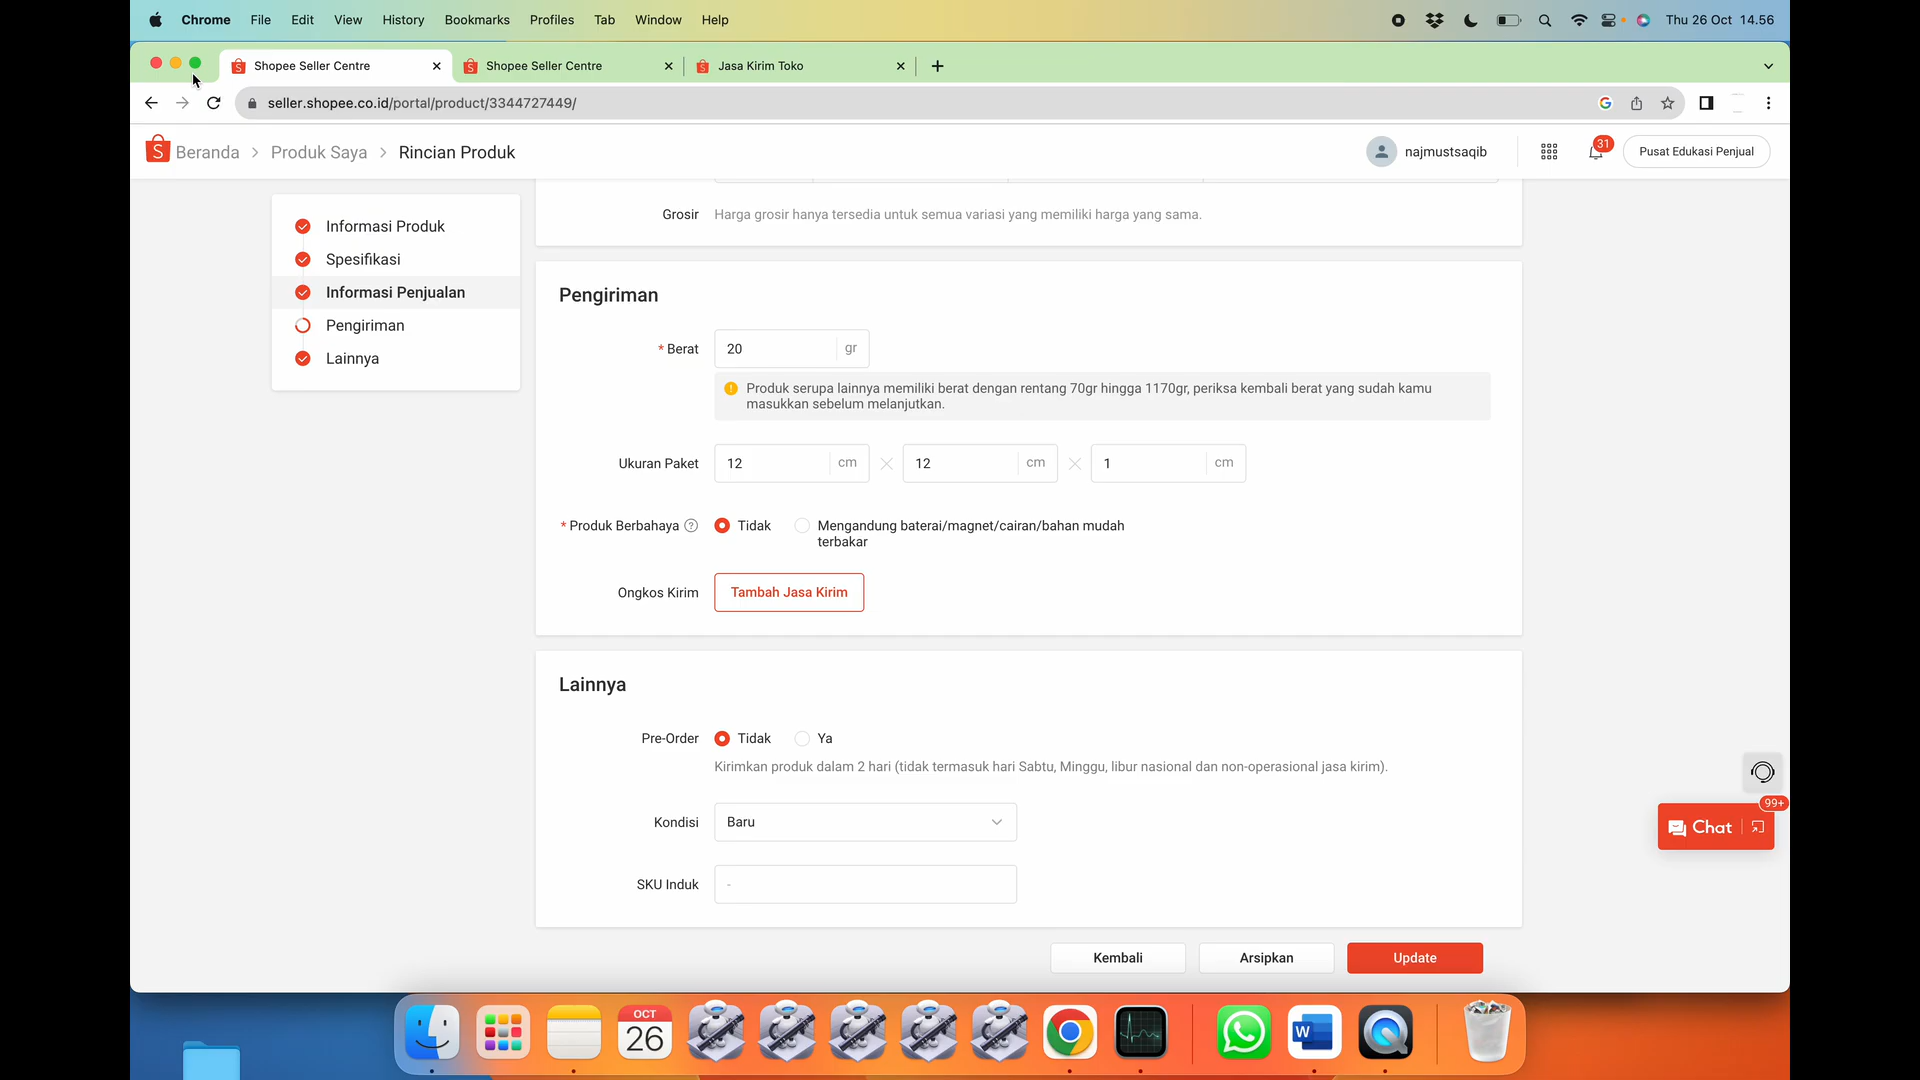 Chrome File Edit View History Bookmarks Profiles Tab Window Help Thu 26 Oct 14.56
Shopee Seller Centre Shopee Seller Centre Jasa Kirim Toko
seller.shopee.co.id/portal/product/3344727449/
Beranda > Produk Saya > Rincian Produk najmustsaqib 31 Pusat Edukasi Penjual
Informasi Produk
Spesifikasi
Informasi Penjualan
Pengiriman
Lainnya
Grosir Harga grosir hanya tersedia untuk semua variasi yang memiliki harga yang sama.
Pengiriman
* Berat 20 gr
Produk serupa lainnya memiliki berat dengan rentang 70gr hingga 1170gr, periksa kembali berat yang sudah kamu
masukkan sebelum melanjutkan.
Ukuran Paket 12 cm 12 cm 1 cm
* Produk Berbahaya ? Tidak Mengandung baterai/magnet/cairan/bahan mudah
terbakar
Ongkos Kirim Tambah Jasa Kirim
Lainnya
Pre-Order Tidak Ya
Kirimkan produk dalam 2 hari (tidak termasuk hari Sabtu, Minggu, libur nasional dan non-operasional jasa kirim).
Kondisi Baru
SKU Induk -
99+
Chat
Kembali Arsipkan Update
OCT
26
W